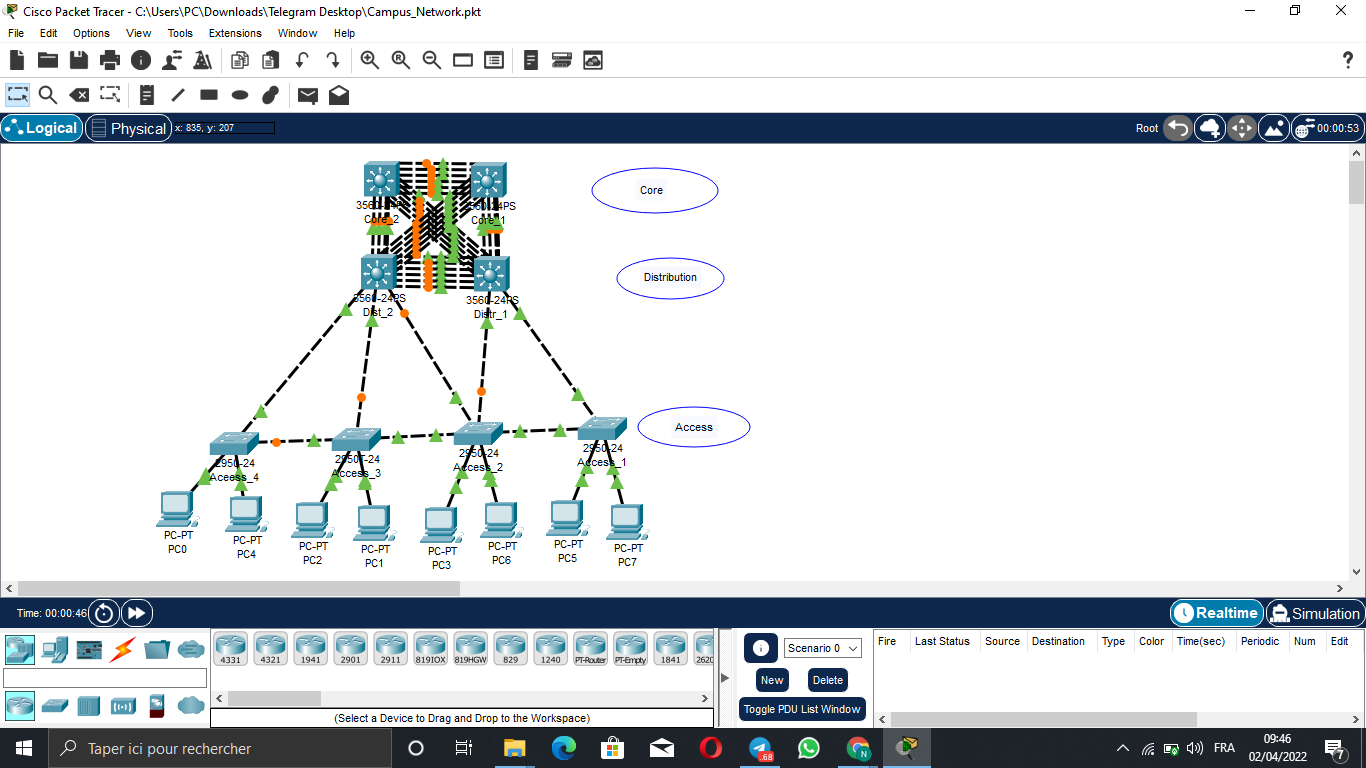 Cisco Packet Tracer - C:\Users\PC\Downloads\Telegram Desktop\Campus_Network.pkt
File Edit Options View Tools Extensions Window Help
Logical Physical x: 835, y: 207 Root 00:00:53
3560-24PS
Core_2
3560-24PS
Core_1
Core
3560-24PS
Dist_2
3560-24PS
Distr_1
Distribution
2950-24
Aceess_4
2950T-24
Access_3
2950-24
Access_2
2950-24
Access_1
Access
PC-PT
PC0
PC-PT
PC4
PC-PT
PC2
PC-PT
PC1
PC-PT
PC3
PC-PT
PC6
PC-PT
PC5
PC-PT
PC7
Time: 00:00:46 Realtime Simulation
4331 4321 1941 2901 2911 819IOX 819HGW 829 1240 PT-Router PT-Empty 1841 2620
(Select a Device to Drag and Drop to the Workspace)
Scenario 0
New Delete
Toggle PDU List Window
Fire Last Status Source Destination Type Color Time(sec) Periodic Num Edit
Taper ici pour rechercher
.68
N
FRA
09:46
02/04/2022
7